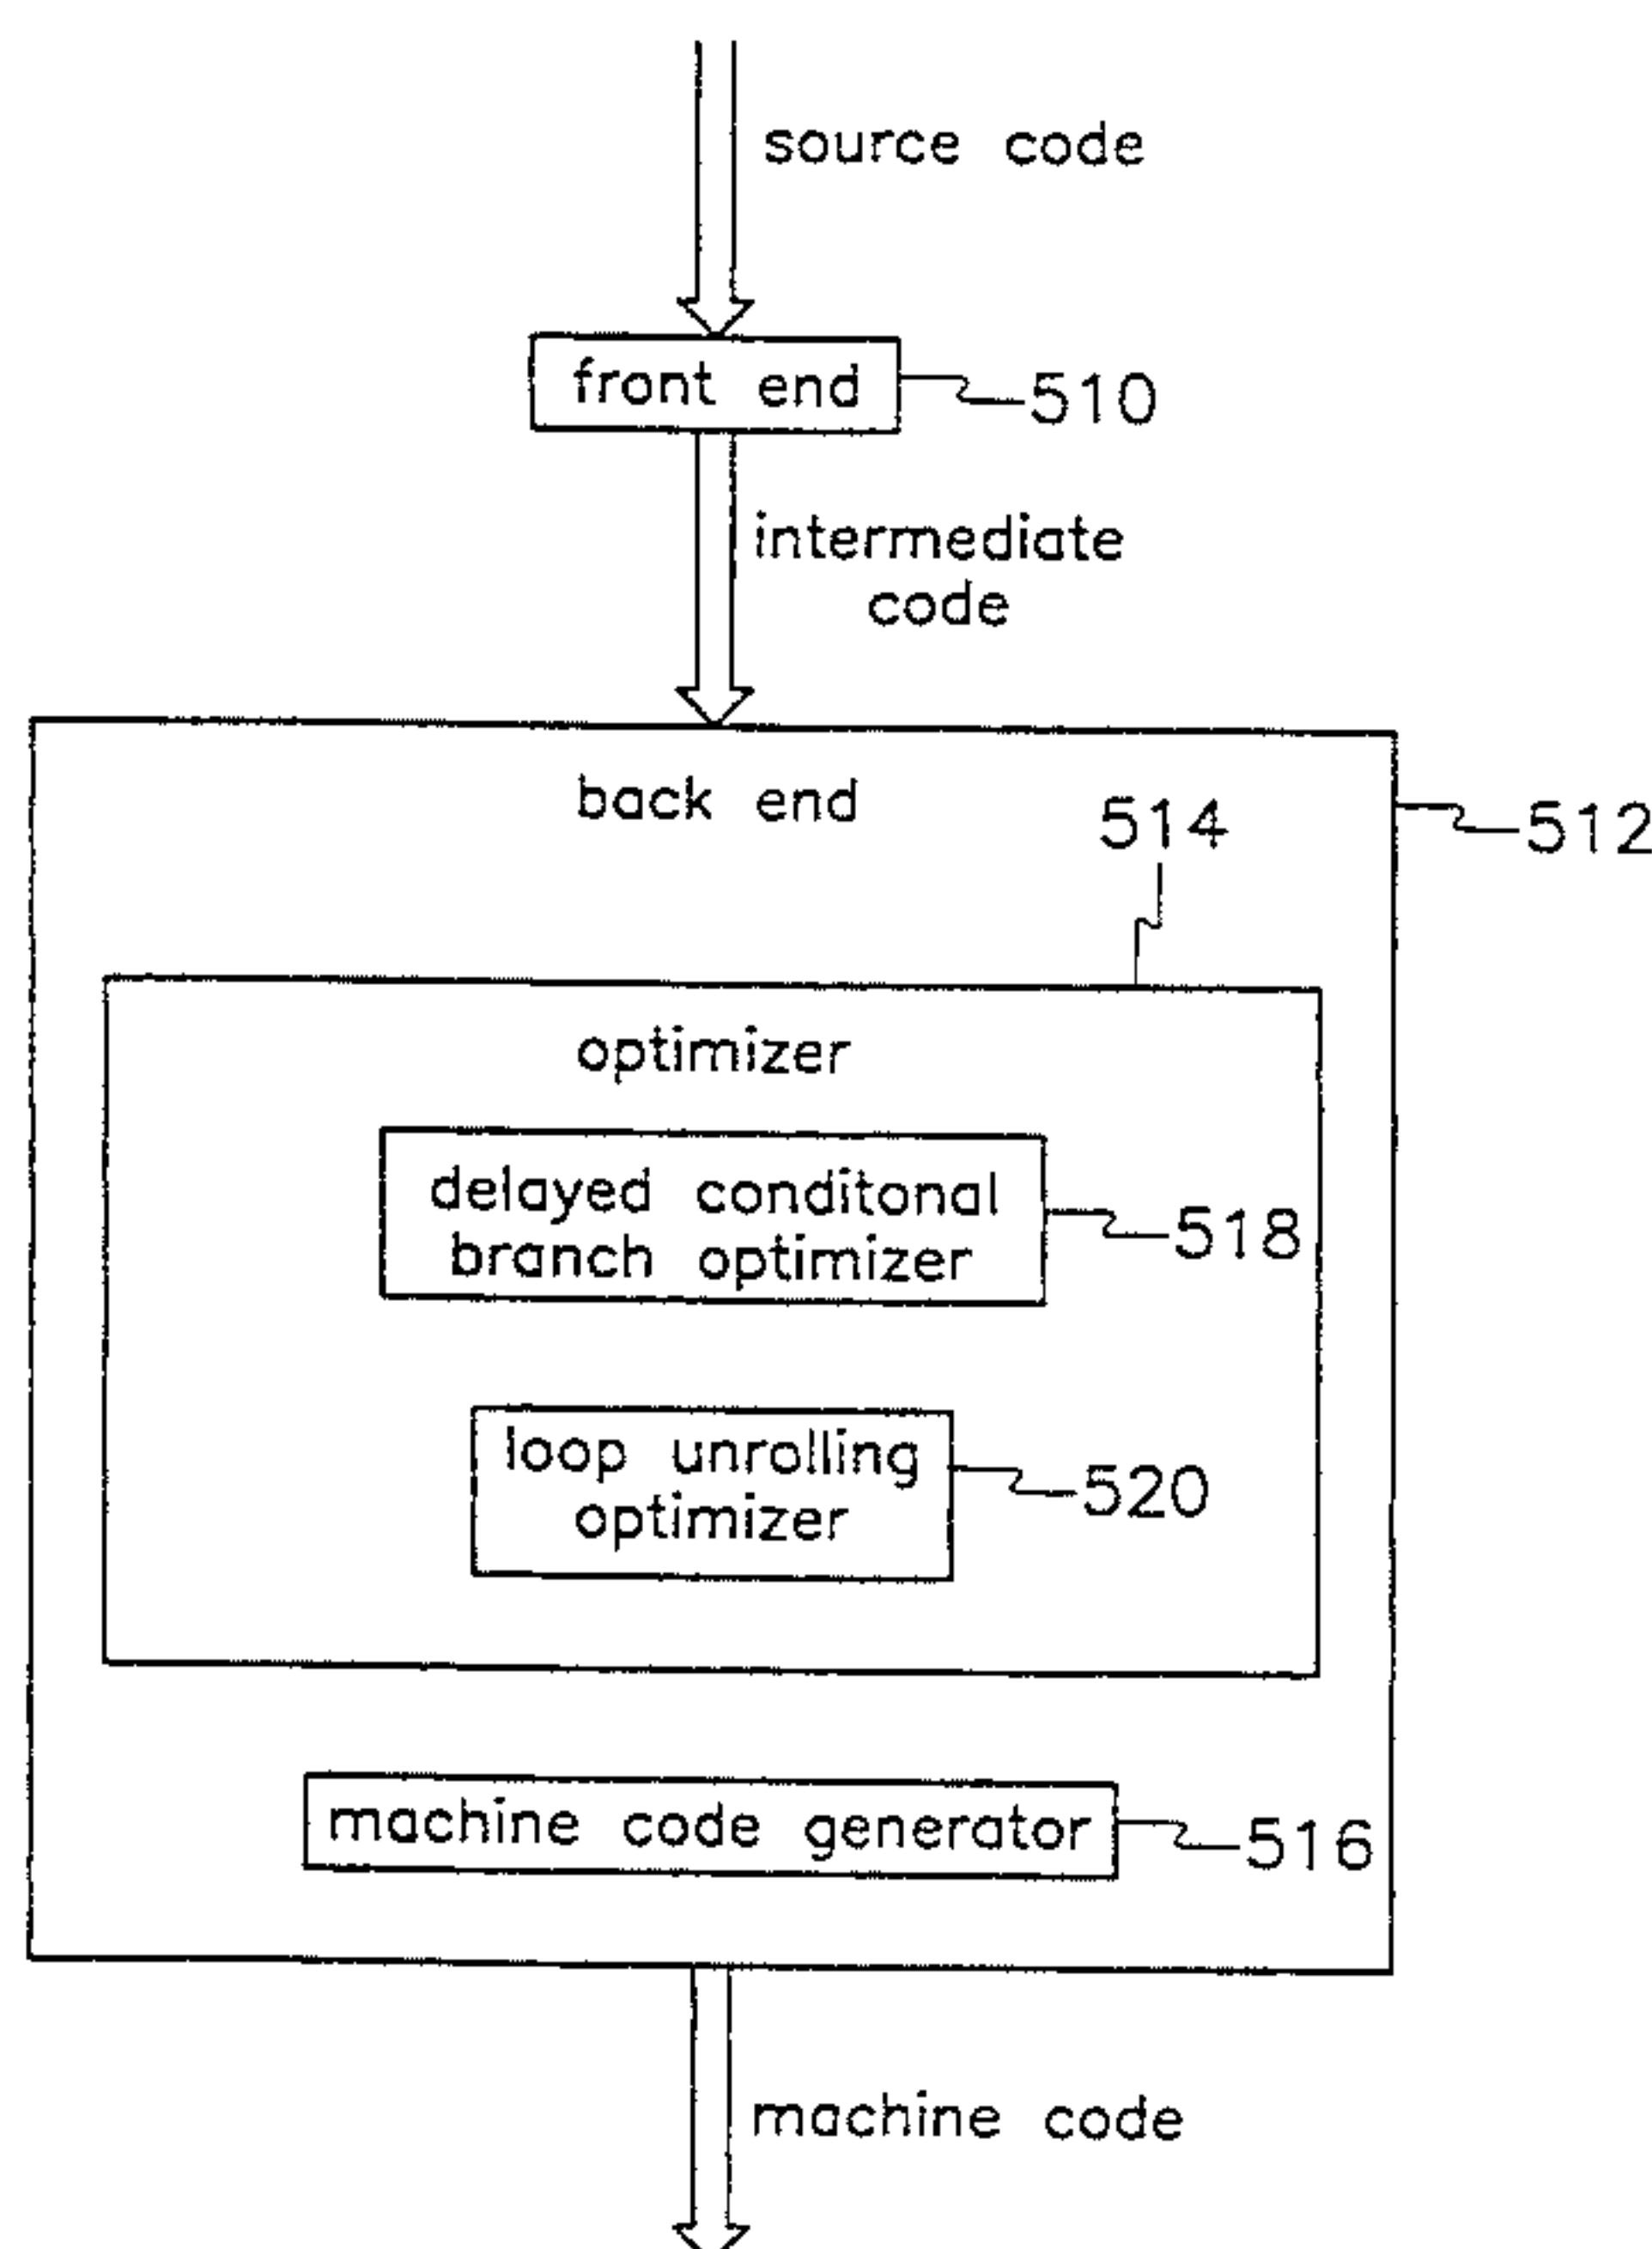 source code
front end
510
intermediate
code
back end
514
512
optimizer
delayed conditonal
branch optimizer
518
loop unrolling
optimizer
520
machine code generator
516
machine code